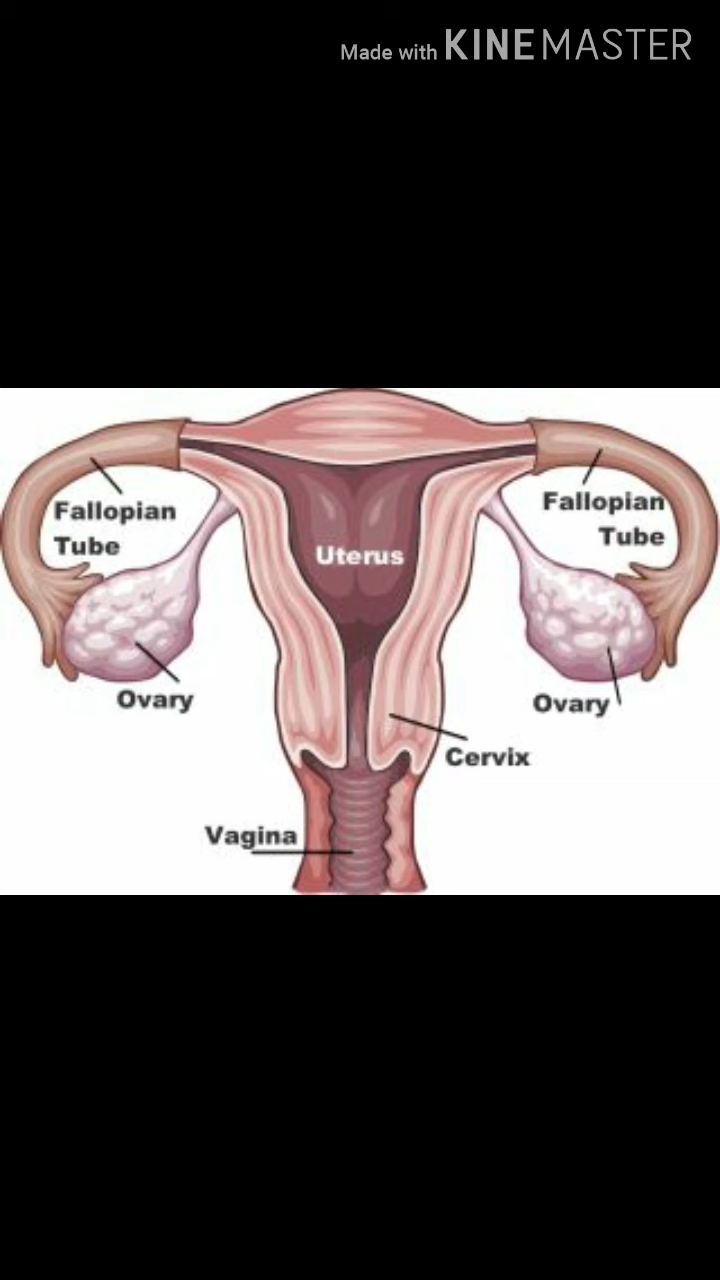 Made with KINEMASTER
Fallopian
Tube
Fallopian
Tube
Uterus
Ovary
Ovary
Cervix
Vagina